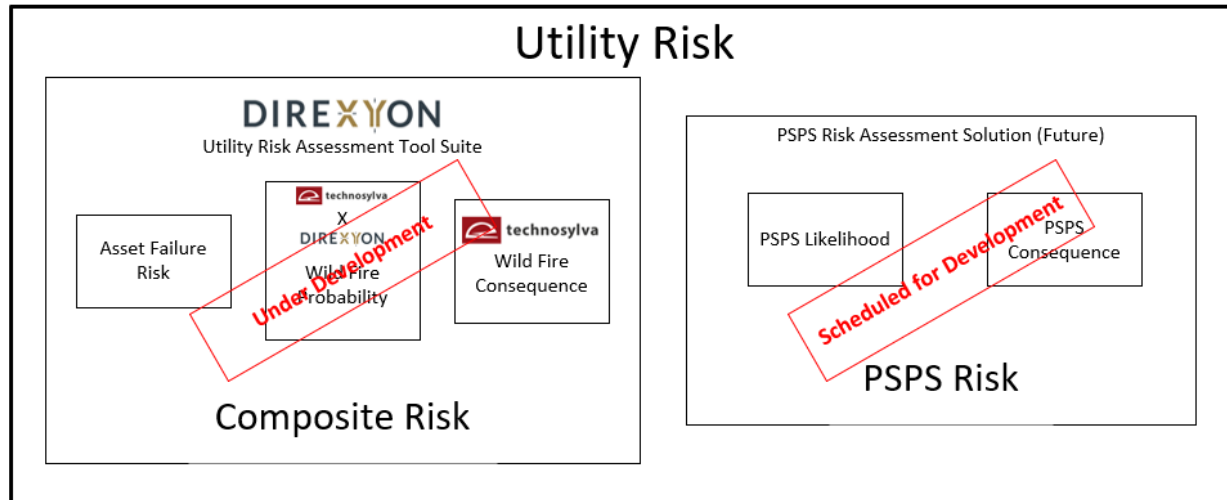 Utility Risk
DIREXYON
Utility Risk Assessment Tool Suite
Asset Failure
Risk
technosylva
X
DIREXYON
Wild Fire
Probability
technosylva
Wild Fire
Consequence
Under Development
Composite Risk
PSPS Risk Assessment Solution (Future)
PSPS Likelihood
PSPS
Consequence
Scheduled for Development
PSPS Risk